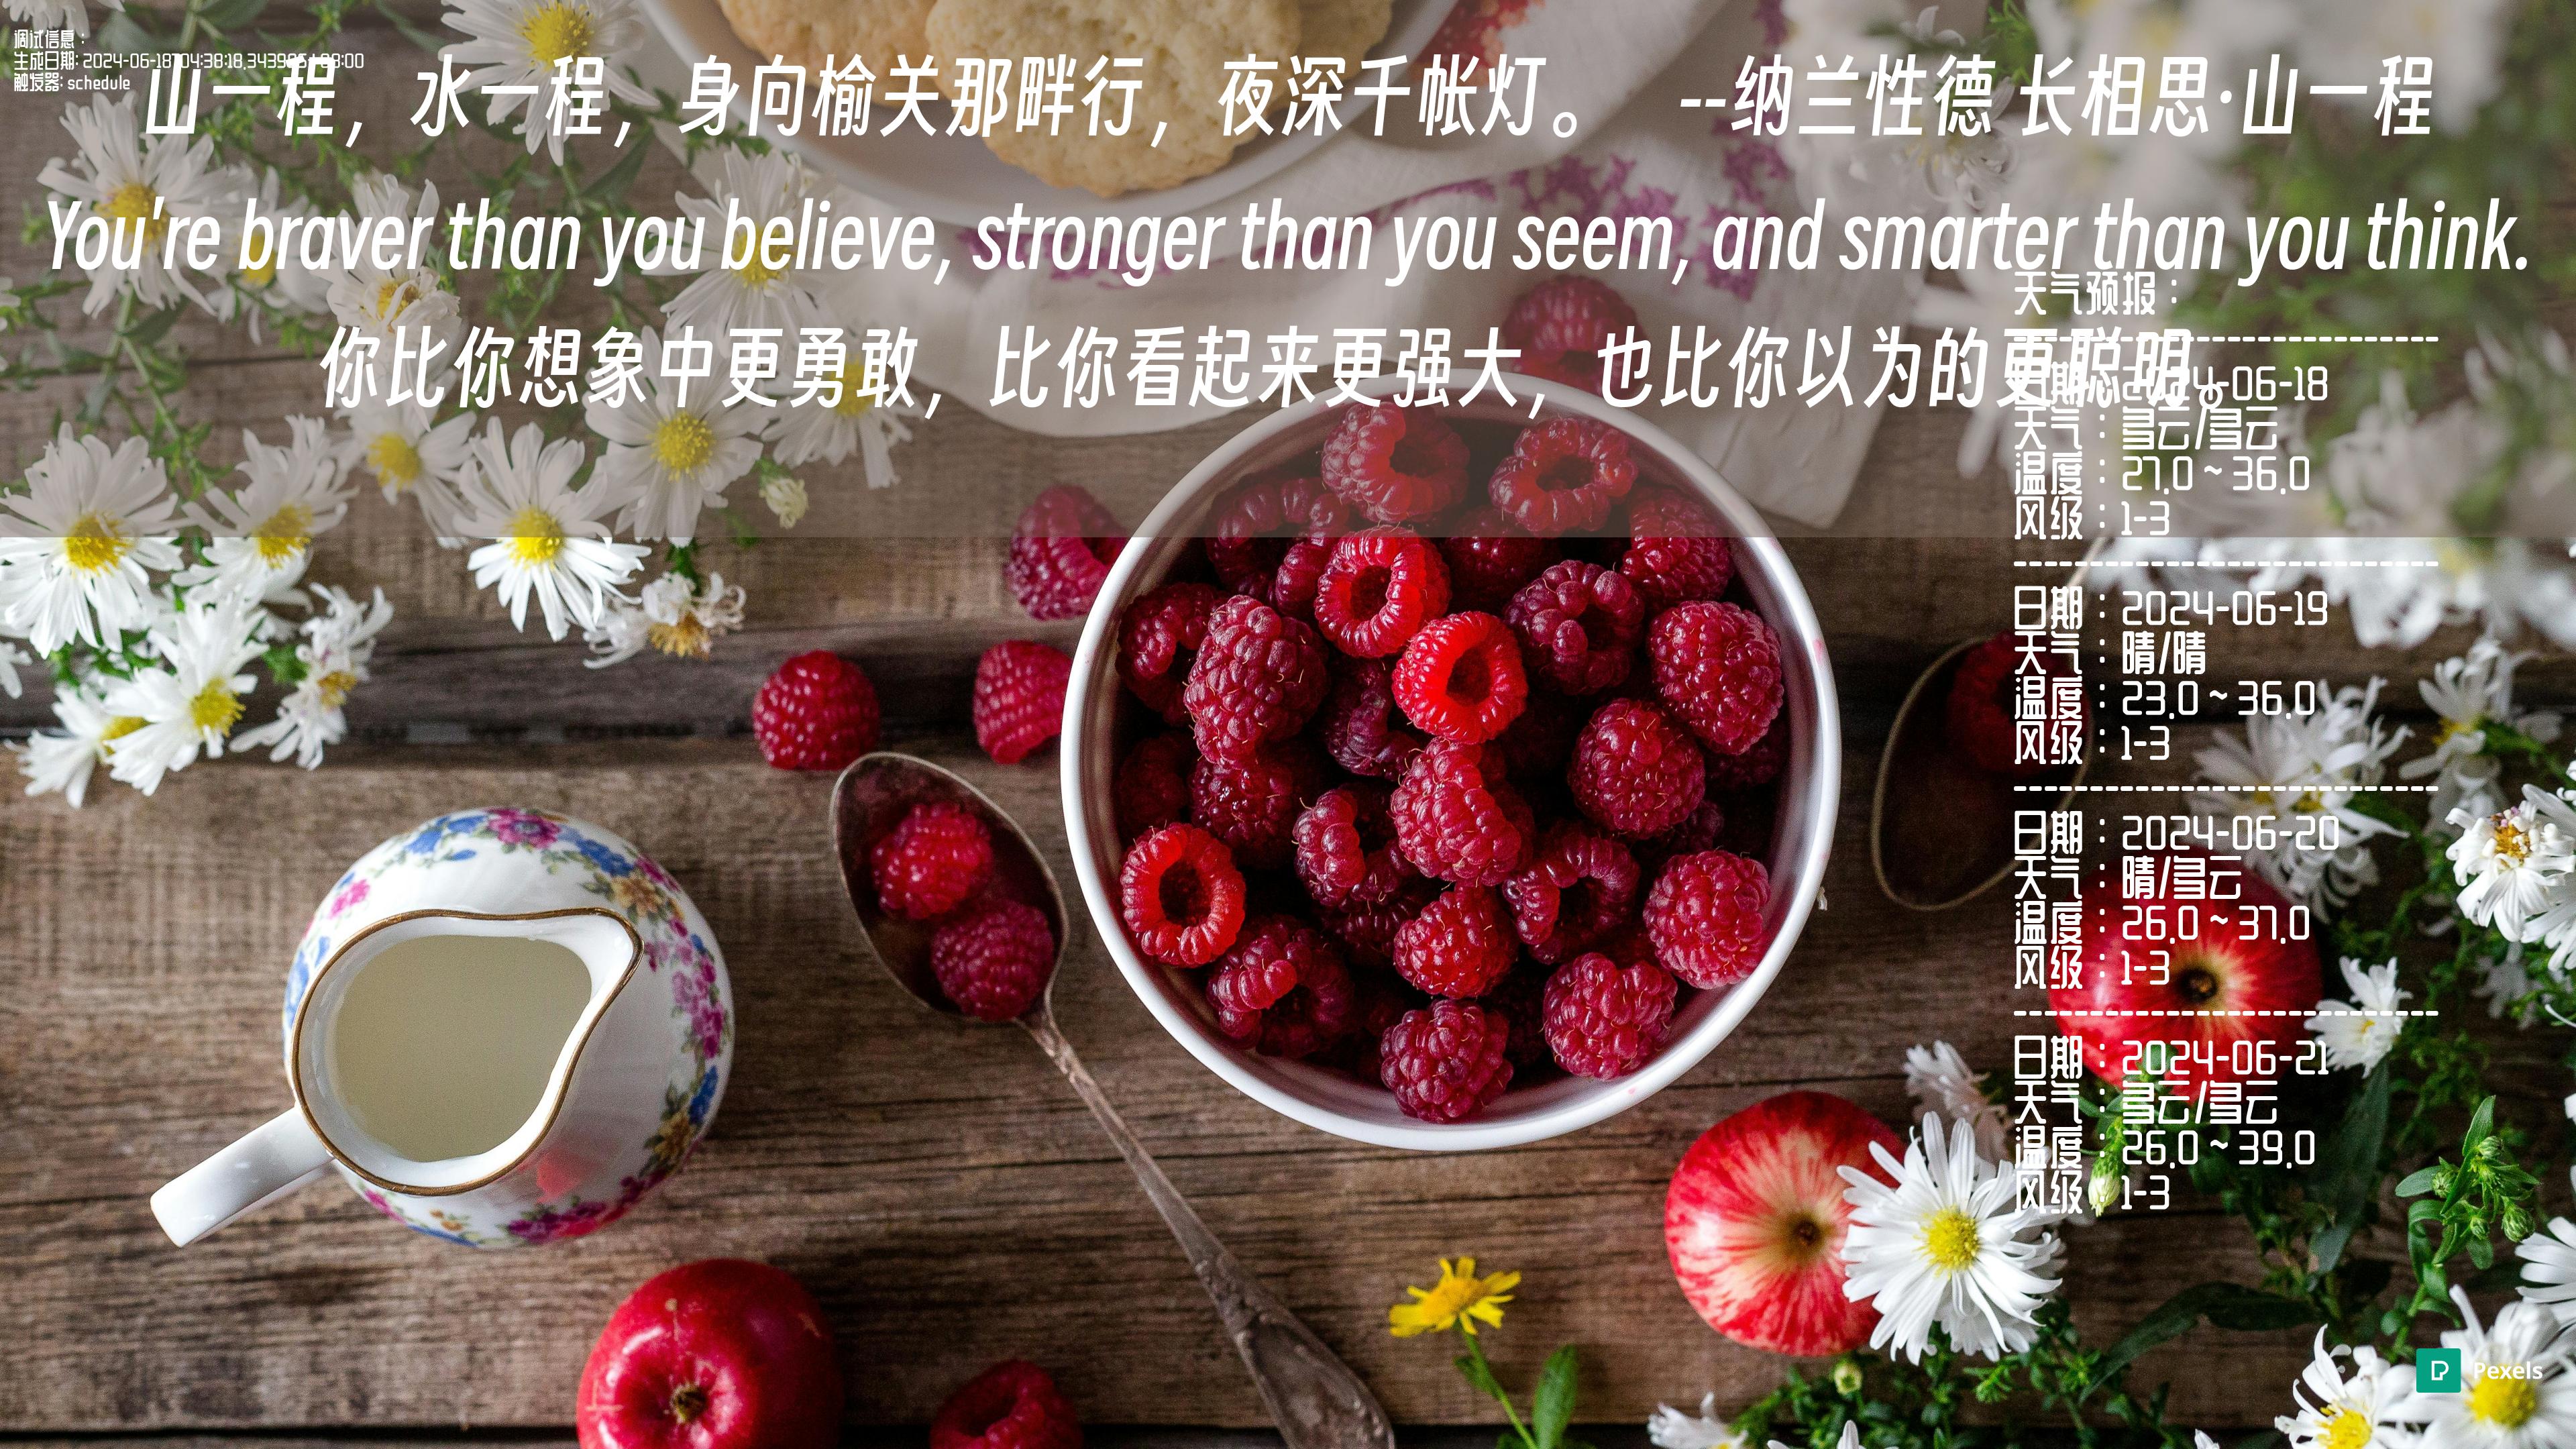 调试信息：
生成日期: 2024-06-18T04:38:18.343985+08:00
触发器: schedule
山一程，水一程，身向榆关那畔行，夜深千帐灯。 --纳兰性德 长相思·山一程
You're braver than you believe, stronger than you seem, and smarter than you think.
你比你想象中更勇敢，比你看起来更强大，也比你以为的更聪明。
天气预报：
----------------------------
日期：2024-06-18
天气：多云/多云
温度：27.0 ~ 36.0
风级：1-3
----------------------------
日期：2024-06-19
天气：晴/晴
温度：23.0 ~ 36.0
风级：1-3
----------------------------
日期：2024-06-20
天气：晴/多云
温度：26.0 ~ 37.0
风级：1-3
----------------------------
日期：2024-06-21
天气：多云/多云
温度：26.0 ~ 39.0
风级：1-3
Pexels